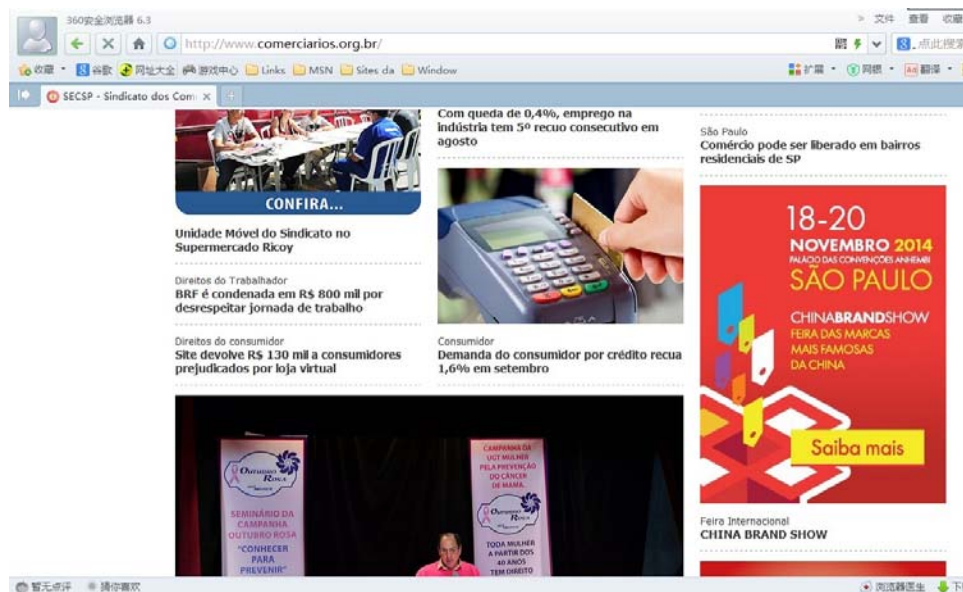 360安全浏览器 6.3
文件 查看 收藏
http://www.comerciarios.org.br/
点此搜索
收藏 谷歌 网址大全 游戏中心 Links MSN Sites da Window
扩展 网银 翻译
SECSP - Sindicato dos Com
CONFIRA...
Unidade Móvel do Sindicato no
Supermercado Ricoy
Direitos do Trabalhador
BRF é condenada em R$ 800 mil por
desrespeitar jornada de trabalho
Direitos do consumidor
Site devolve R$ 130 mil a consumidores
prejudicados por loja virtual
Com queda de 0,4%, emprego na
indústria tem 5º recuo consecutivo em
agosto
Consumidor
Demanda do consumidor por crédito recua
1,6% em setembro
OUTUBRO
ROSA
SEMINÁRIO DA
CAMPANHA
OUTUBRO ROSA
"CONHECER
PARA
PREVENIR"
CAMPANHA DA
UGT MULHER
PELA PREVENÇÃO
DO CÂNCER
DE MAMA.
OUTUBRO
ROSA
TODA MULHER
A PARTIR DOS
40 ANOS
TEM DIREITO
São Paulo
Comércio pode ser liberado em bairros
residenciais de SP
18-20
NOVEMBRO 2014
PALÁCIO DAS CONVENÇÕES ANHEMBI
SÃO PAULO
CHINABRANDSHOW
FEIRA DAS MARCAS
MAIS FAMOSAS
DA CHINA
Saiba mais
Feira Internacional
CHINA BRAND SHOW
暂无点评 猜你喜欢
浏览器医生 下